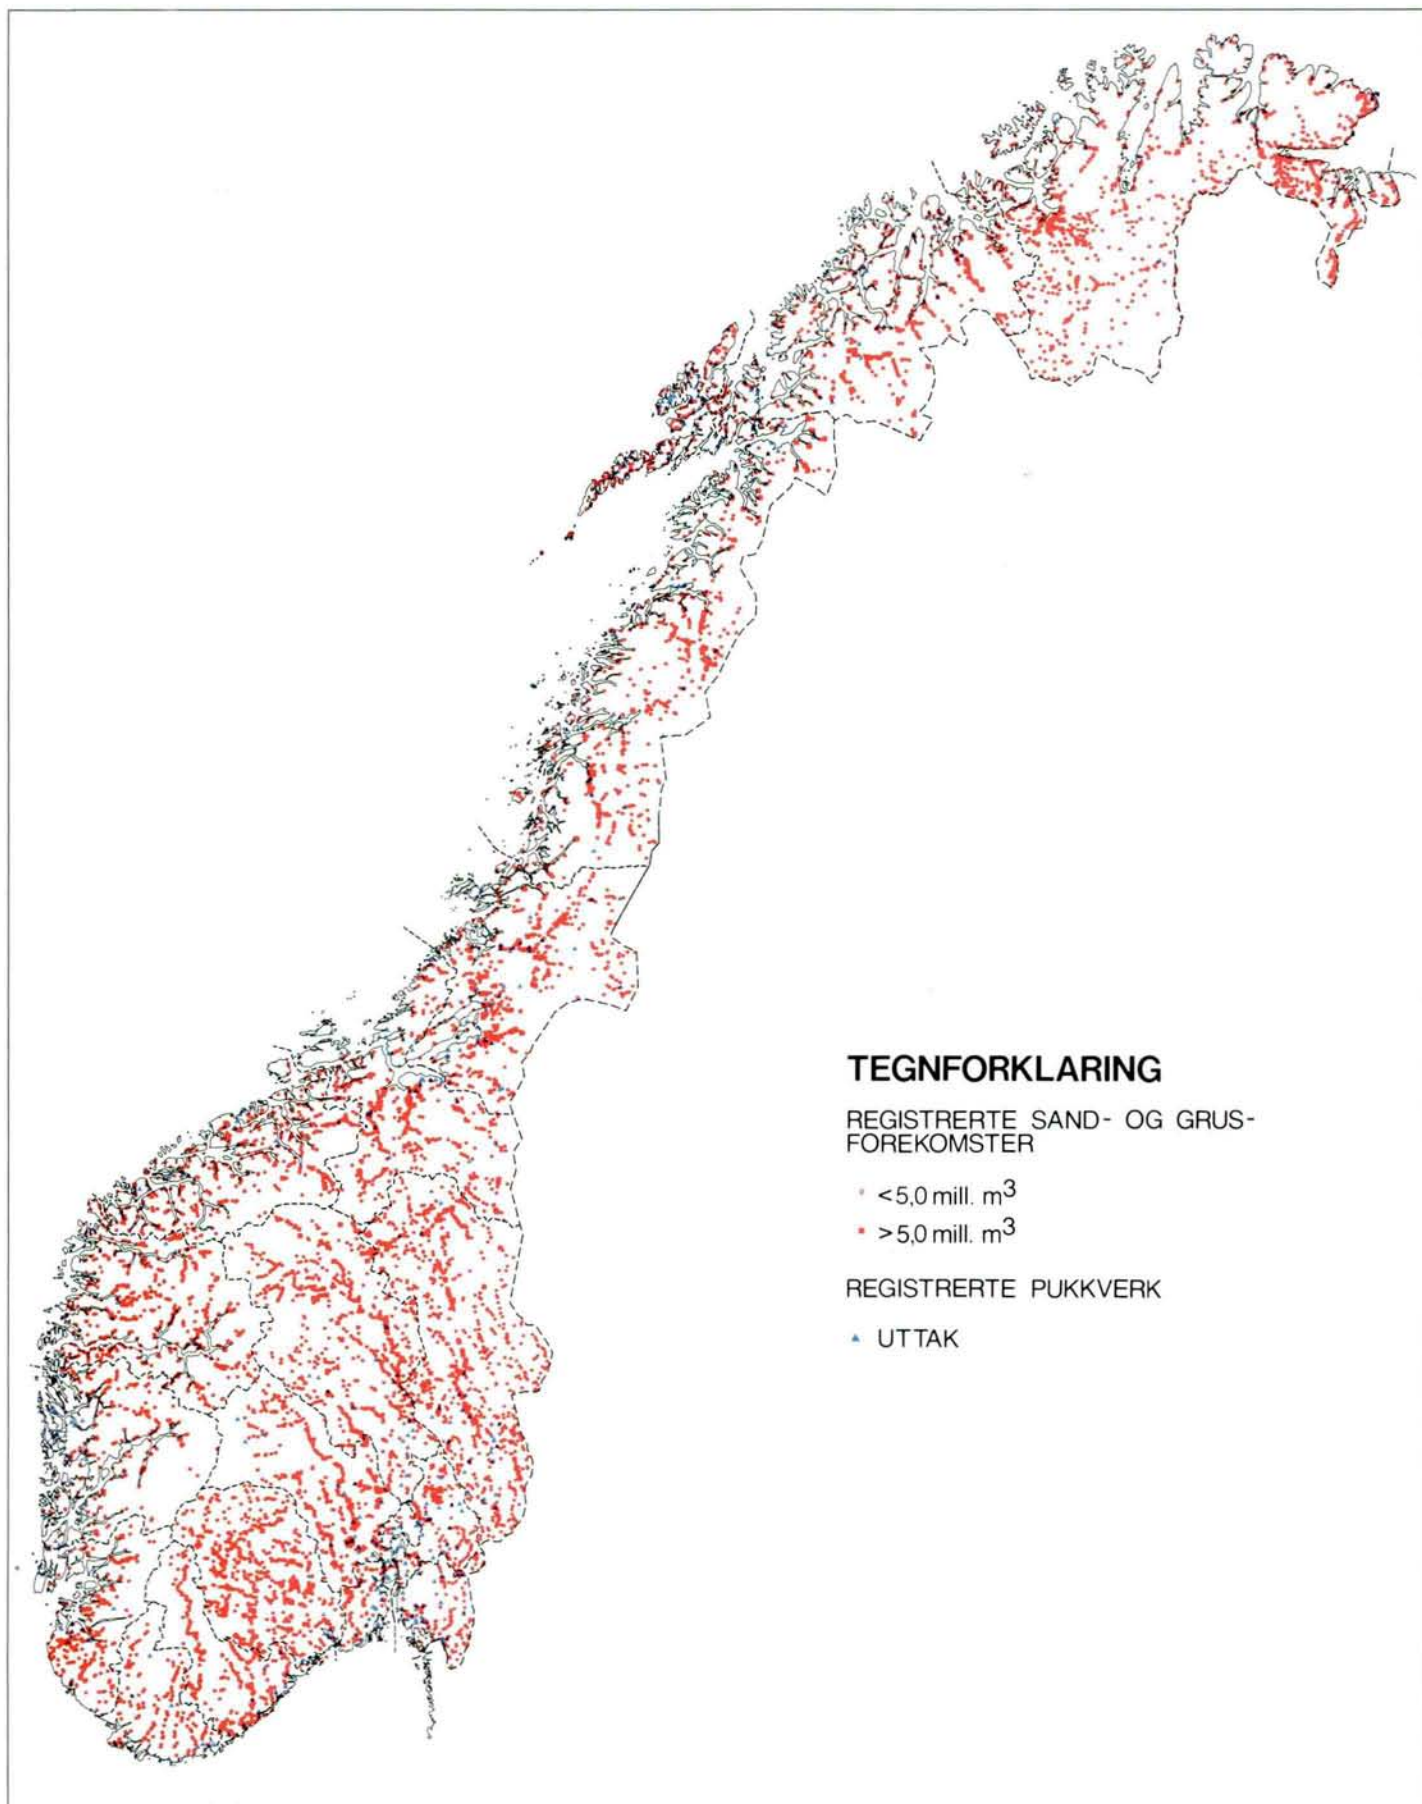 TEGNFORKLARING
REGISTRERTE SAND- OG GRUS-
FOREKOMSTER
<5,0 mill. m³
>5,0 mill. m³
REGISTRERTE PUKKVERK
UTTAK